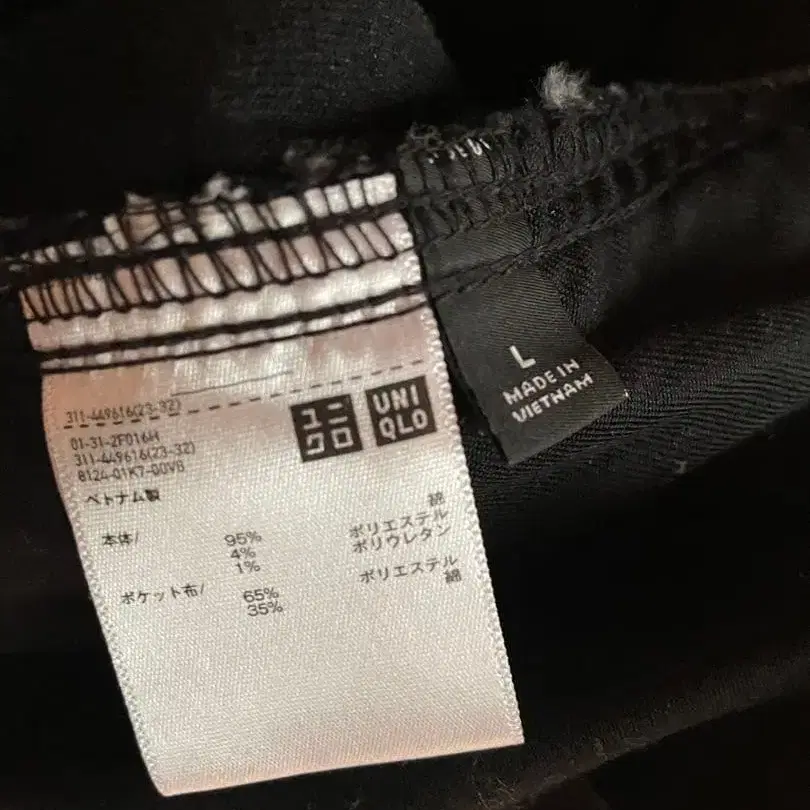 L
MADE IN
VIETNAM
311-449616(23-32)
ユニ
クロ
UNI
QLO
01-31-2F016H
311-449616(23-32)
8124-01K7-00VB
ベトナム製
本体/ 95% 綿
4% ポリエステル
1% ポリウレタン
ポケット布/ 65% ポリエステル
35% 綿